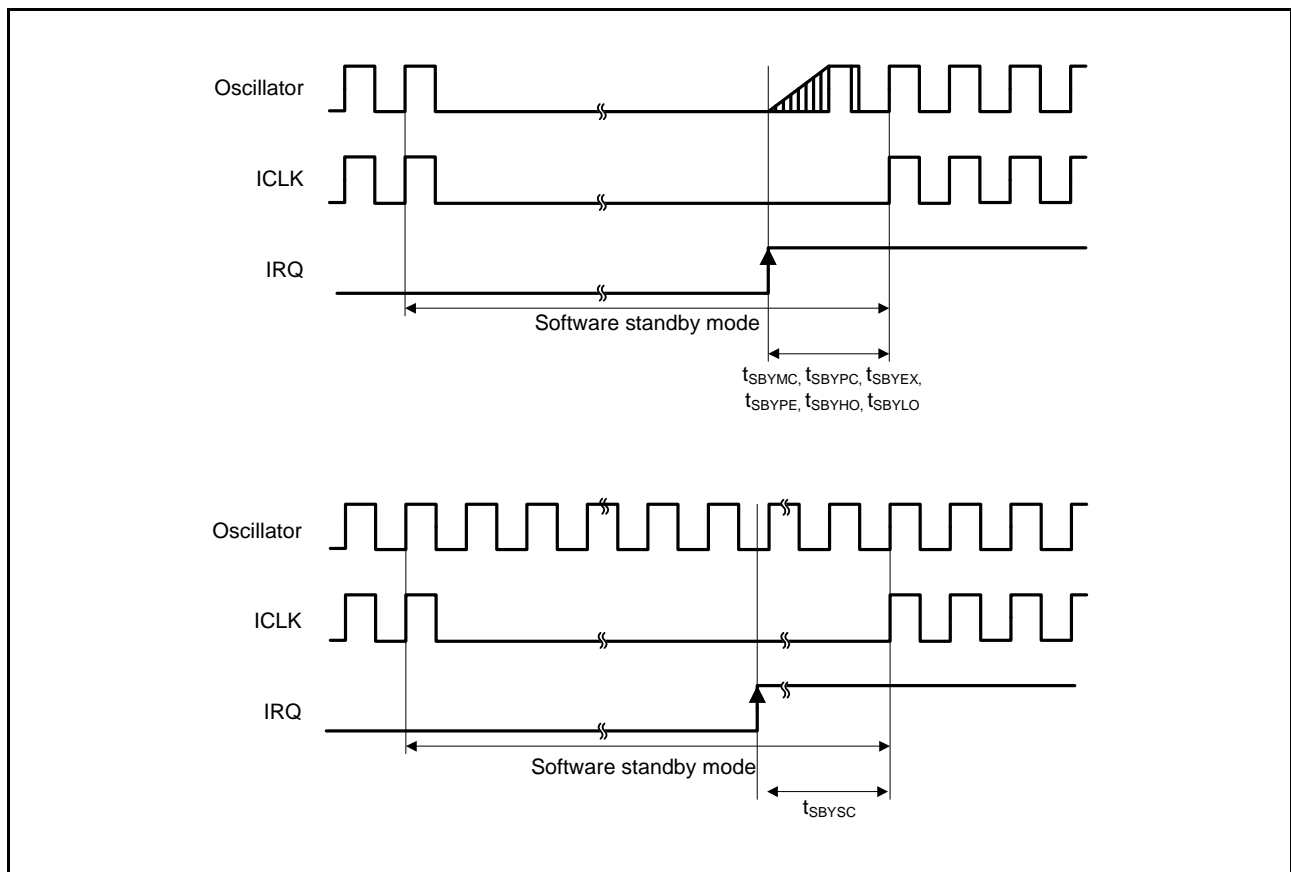 Oscillator
ICLK
IRQ
Software standby mode
tSBYMC, tSBYPC, tSBYEX,
tSBYPE, tSBYHO, tSBYLO
Oscillator
ICLK
IRQ
Software standby mode
tSBYSC